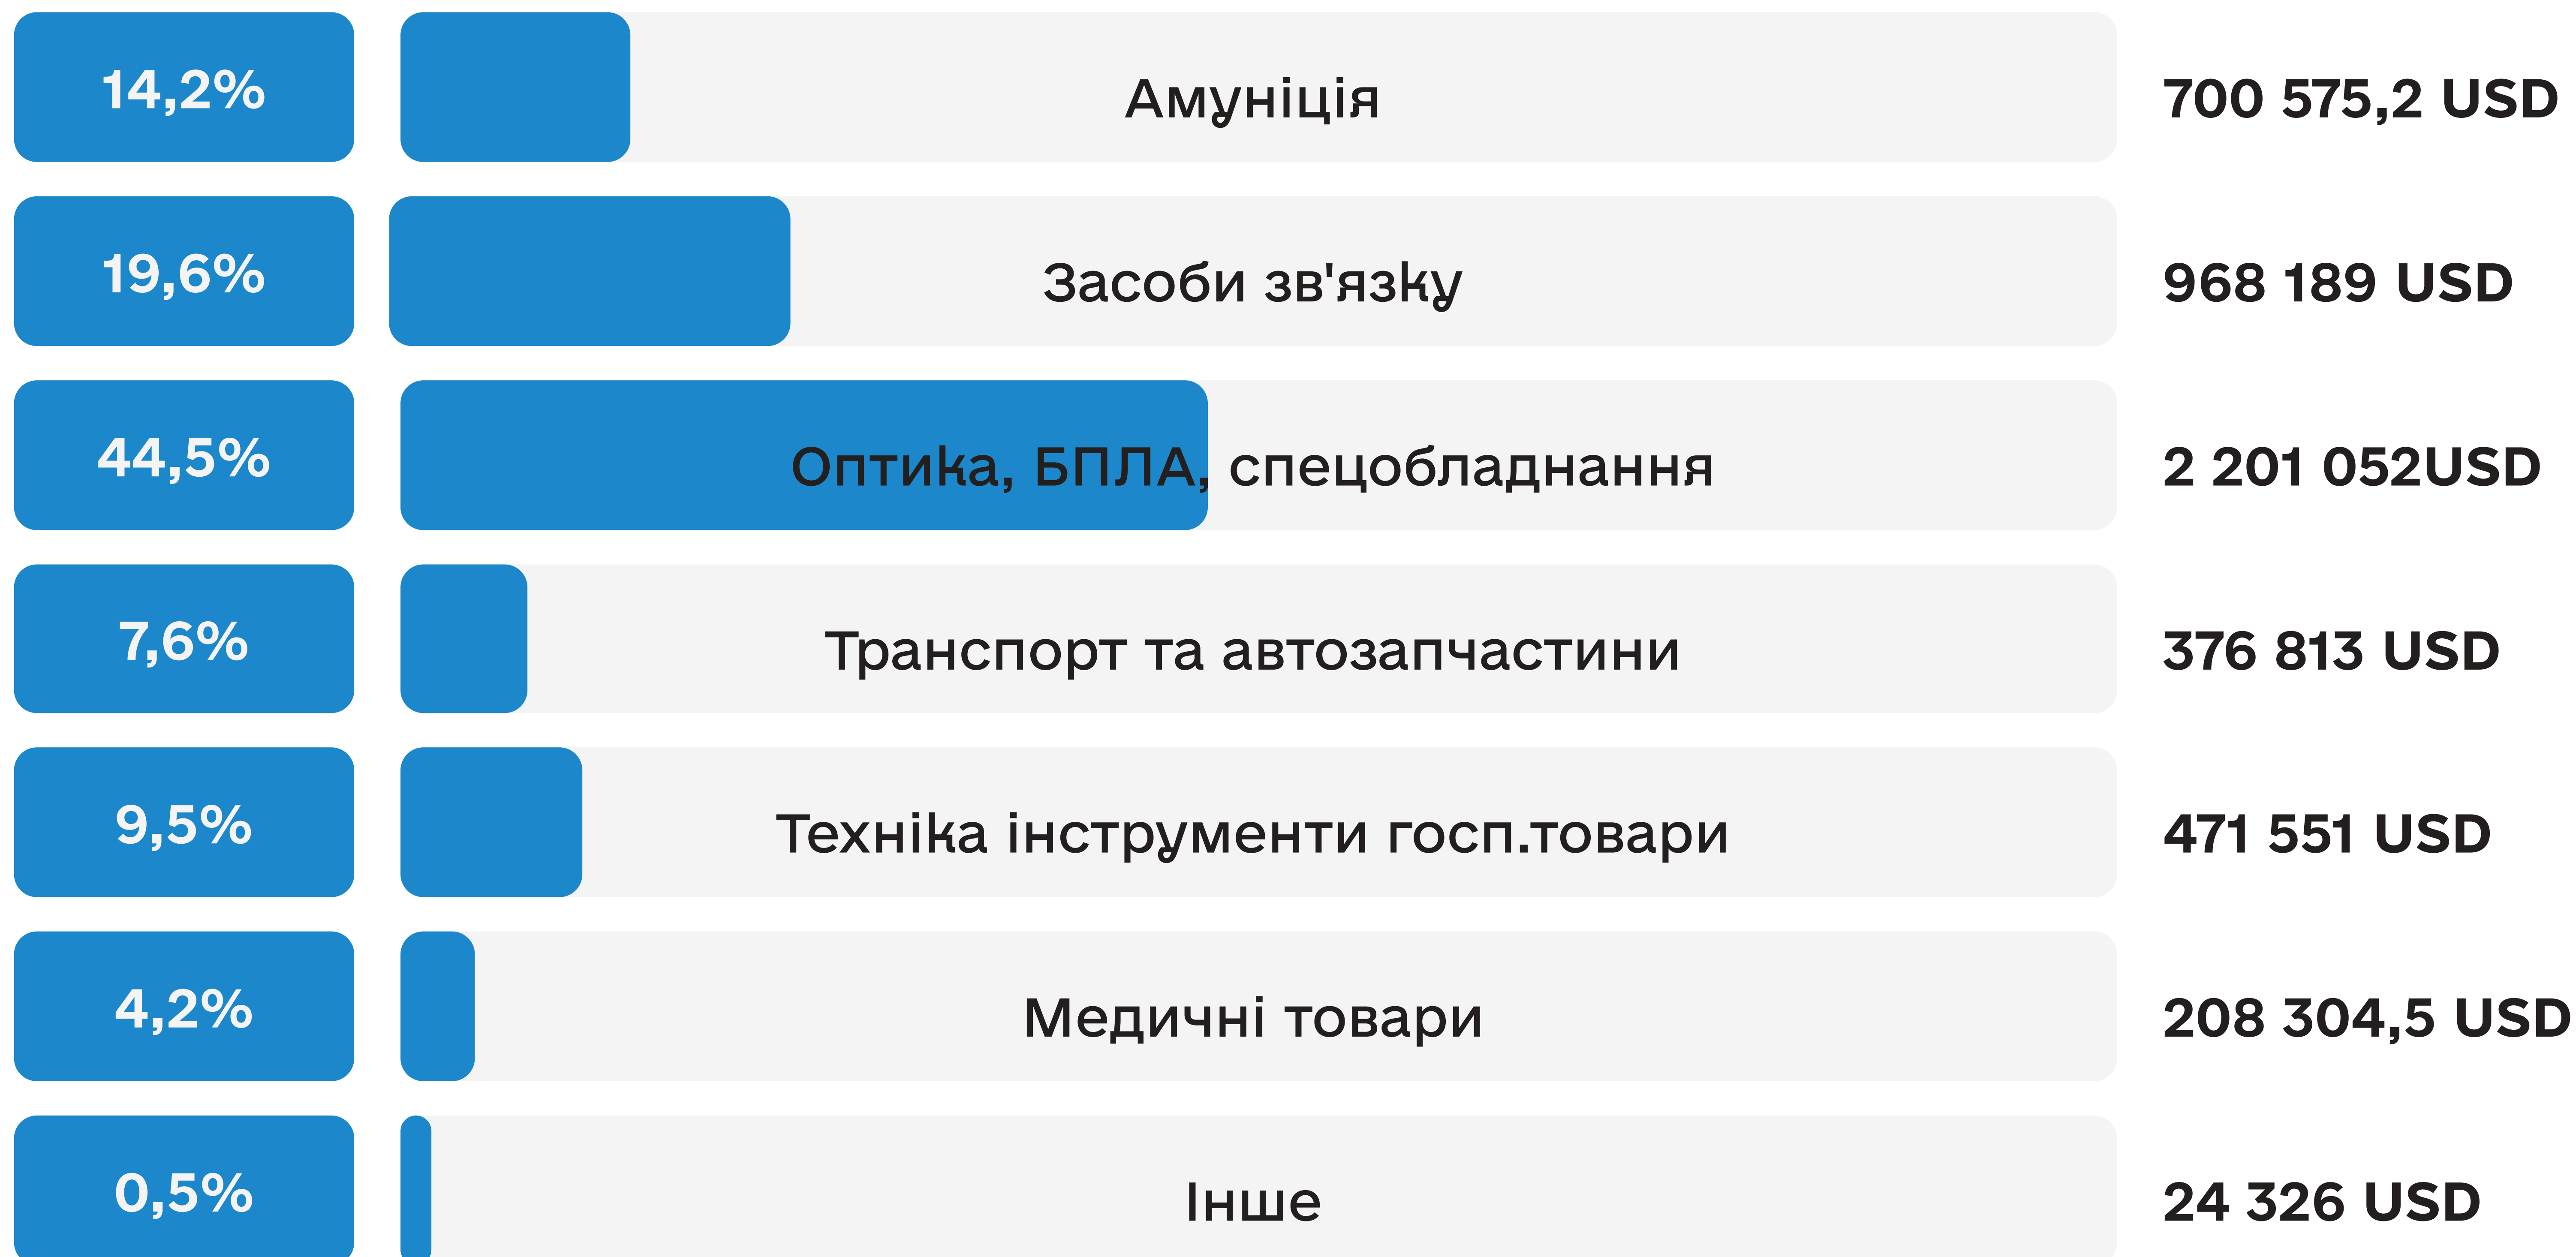 14,2% Амуніція 700 575,2 USD
19,6% Засоби зв'язку 968 189 USD
44,5% Оптика, БПЛА, спецобладнання 2 201 052USD
7,6% Транспорт та автозапчастини 376 813 USD
9,5% Техніка інструменти госп.товари 471 551 USD
4,2% Медичні товари 208 304,5 USD
0,5% Інше 24 326 USD